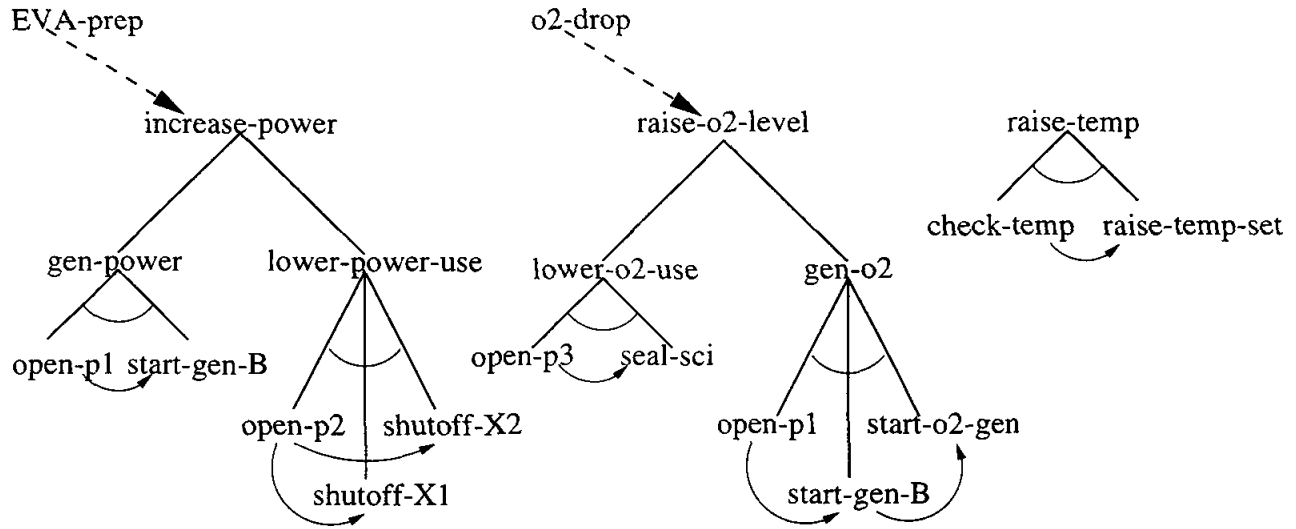 EVA-prep o2-drop
increase-power raise-o2-level raise-temp
check-temp raise-temp-set
gen-power lower-power-use lower-o2-use gen-o2
open-p1 start-gen-B open-p3 seal-sci
open-p2 shutoff-X2 open-p1 start-o2-gen
shutoff-X1 start-gen-B